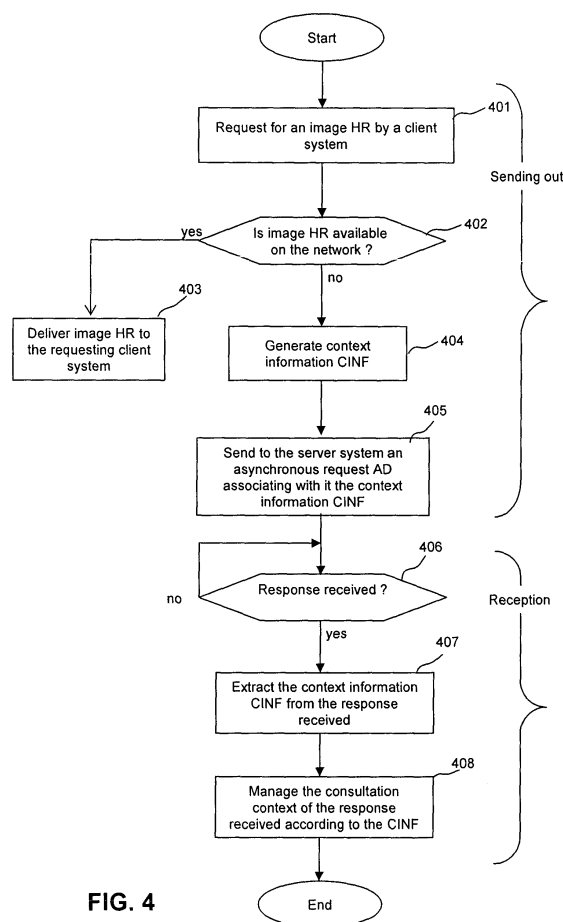 Start
401
Request for an image HR by a client
system
Sending out
402
yes
Is image HR available
on the network ?
no
403
Deliver image HR to
the requesting client
system
404
Generate context
information CINF
405
Send to the server system an
asynchronous request AD
associating with it the context
information CINF
406
Response received ?
no
Reception
yes
407
Extract the context information
CINF from the response
received
408
Manage the consultation
context of the response
received according to the CINF
FIG. 4
End